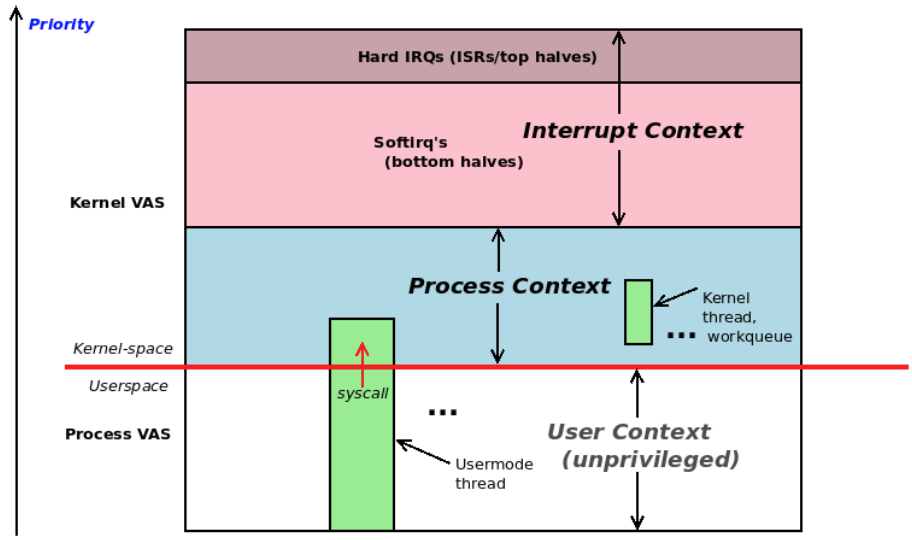 Priority
Hard IRQs (ISRs/top halves)
Interrupt Context
Softirq's
(bottom halves)
Kernel VAS
Process Context
Kernel
thread,
... workqueue
Kernel-space
Userspace
syscall
...
Process VAS
User Context
(unprivileged)
Usermode
thread